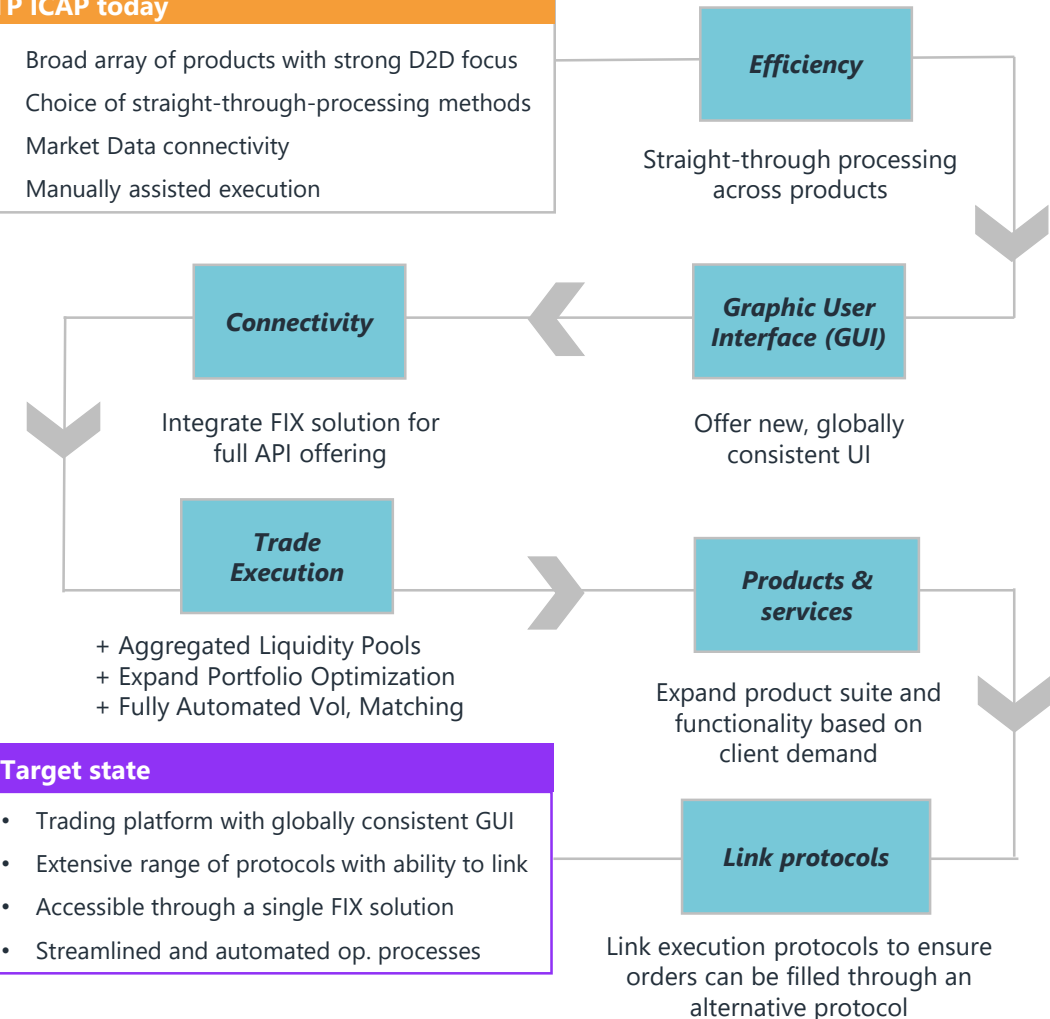 TP ICAP today
Broad array of products with strong D2D focus
Choice of straight-through-processing methods
Market Data connectivity
Manually assisted execution
Efficiency
Straight-through processing
across products
Graphic User
Interface (GUI)
Offer new, globally
consistent UI
Connectivity
Integrate FIX solution for
full API offering
Trade
Execution
+ Aggregated Liquidity Pools
+ Expand Portfolio Optimization
+ Fully Automated Vol, Matching
Products &
services
Expand product suite and
functionality based on
client demand
Link protocols
Link execution protocols to ensure
orders can be filled through an
alternative protocol
Target state
• Trading platform with globally consistent GUI
• Extensive range of protocols with ability to link
• Accessible through a single FIX solution
• Streamlined and automated op. processes